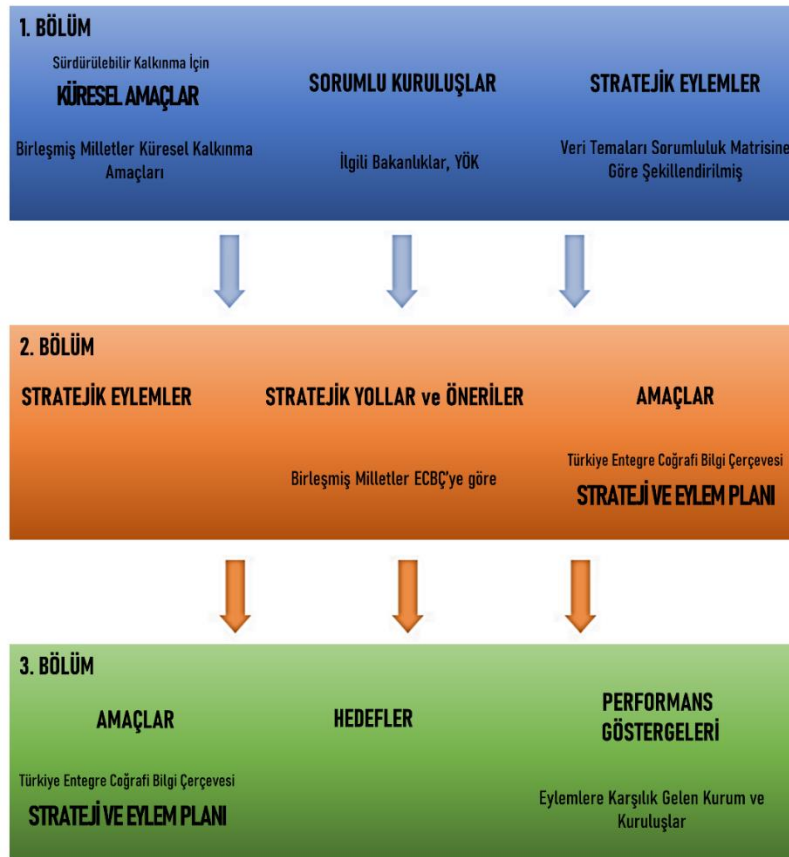 1. BÖLÜM
Sürdürülebilir Kalkınma İçin
KÜRESEL AMAÇLAR
Birleşmiş Milletler Küresel Kalkınma
Amaçları
SORUMLU KURULUŞLAR
İlgili Bakanlıklar, YÖK
STRATEJİK EYLEMLER
Veri Temaları Sorumluluk Matrisine
Göre Şekillendirilmiş
2. BÖLÜM
STRATEJİK EYLEMLER
STRATEJİK YOLLAR ve ÖNERİLER
Birleşmiş Milletler ECBÇ'ye göre
AMAÇLAR
Türkiye Entegre Coğrafi Bilgi Çerçevesi
STRATEJİ VE EYLEM PLANI
3. BÖLÜM
AMAÇLAR
Türkiye Entegre Coğrafi Bilgi Çerçevesi
STRATEJİ VE EYLEM PLANI
HEDEFLER
PERFORMANS
GÖSTERGELERİ
Eylemlere Karşılık Gelen Kurum ve
Kuruluşlar